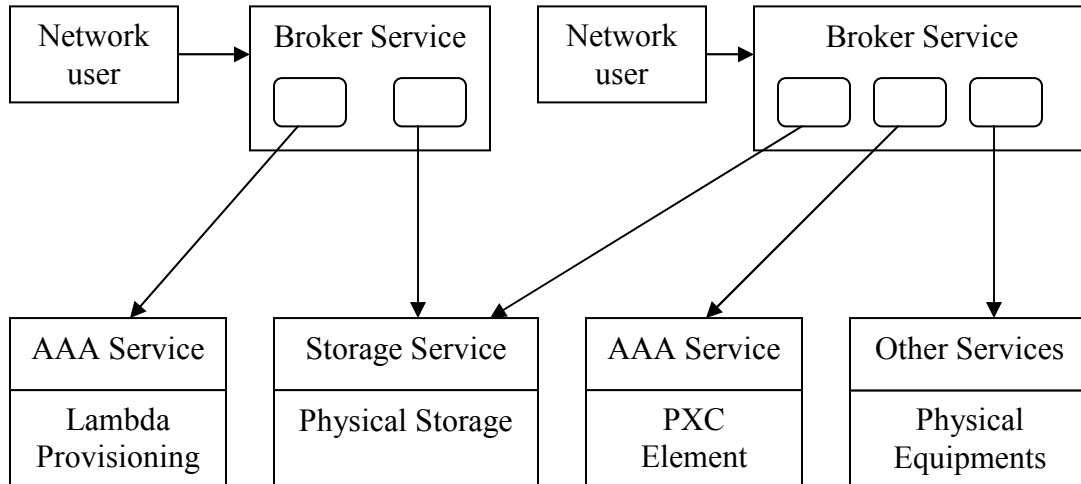 Network
user
Broker Service
Network
user
Broker Service
AAA Service
Lambda
Provisioning
Storage Service
Physical Storage
AAA Service
PXC
Element
Other Services
Physical
Equipments